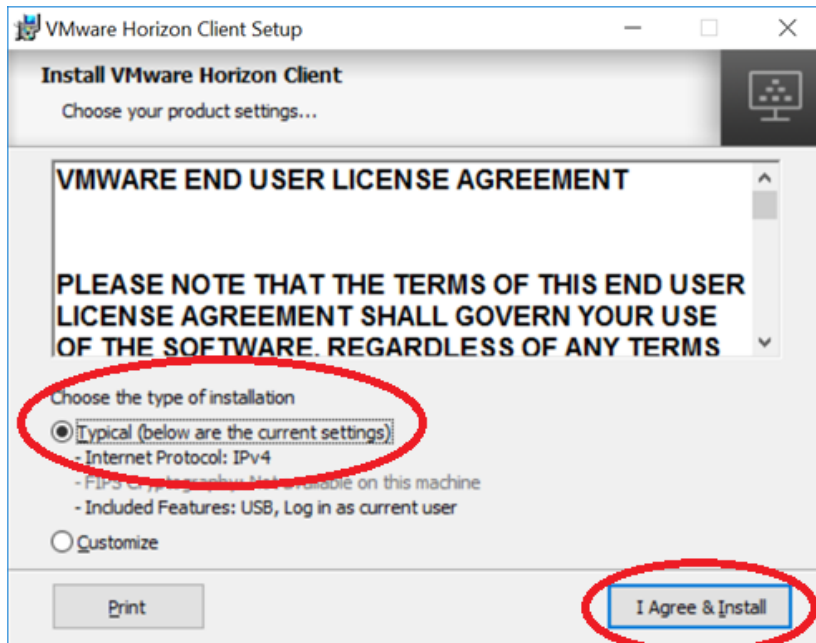 VMware Horizon Client Setup
Install VMware Horizon Client
Choose your product settings...
VMWARE END USER LICENSE AGREEMENT
PLEASE NOTE THAT THE TERMS OF THIS END USER
LICENSE AGREEMENT SHALL GOVERN YOUR USE
OF THE SOFTWARE, REGARDLESS OF ANY TERMS
Choose the type of installation
Typical (below are the current settings)
- Internet Protocol: IPv4
- FIPS Cryptography: Not available on this machine
- Included Features: USB, Log in as current user
Customize
Print
I Agree & Install